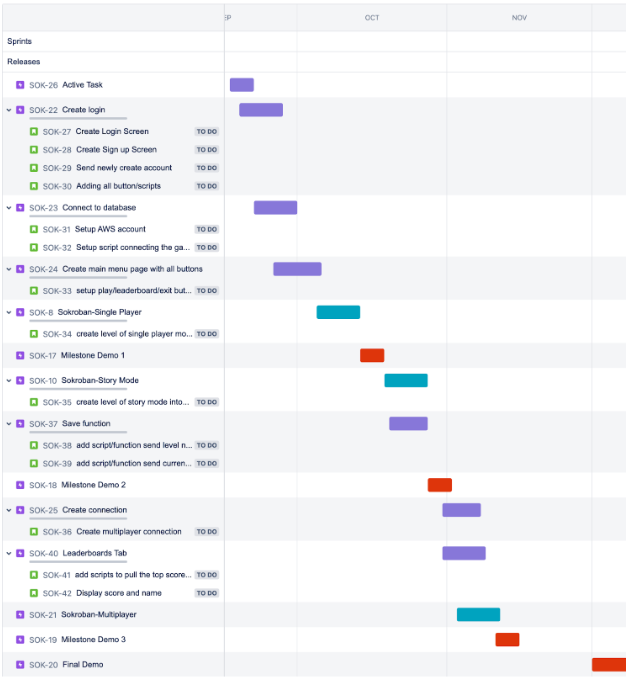 EP OCT NOV
Sprints
Releases
SOK-26 Active Task
SOK-22 Create login
SOK-27 Create Login Screen TO DO
SOK-28 Create Sign up Screen TO DO
SOK-29 Send newly create account TO DO
SOK-30 Adding all button/scripts TO DO
SOK-23 Connect to database
SOK-31 Setup AWS account TO DO
SOK-32 Setup script connecting the ga... TO DO
SOK-24 Create main menu page with all buttons
SOK-33 setup play/leaderboard/exit but... TO DO
SOK-8 Sokroban-Single Player
SOK-34 create level of single player mo... TO DO
SOK-17 Milestone Demo 1
SOK-10 Sokroban-Story Mode
SOK-35 create level of story mode into... TO DO
SOK-37 Save function
SOK-38 add script/function send level n... TO DO
SOK-39 add script/function send curren... TO DO
SOK-18 Milestone Demo 2
SOK-25 Create connection
SOK-36 Create multiplayer connection TO DO
SOK-40 Leaderboards Tab
SOK-41 add scripts to pull the top score... TO DO
SOK-42 Display score and name TO DO
SOK-21 Sokroban-Multiplayer
SOK-19 Milestone Demo 3
SOK-20 Final Demo